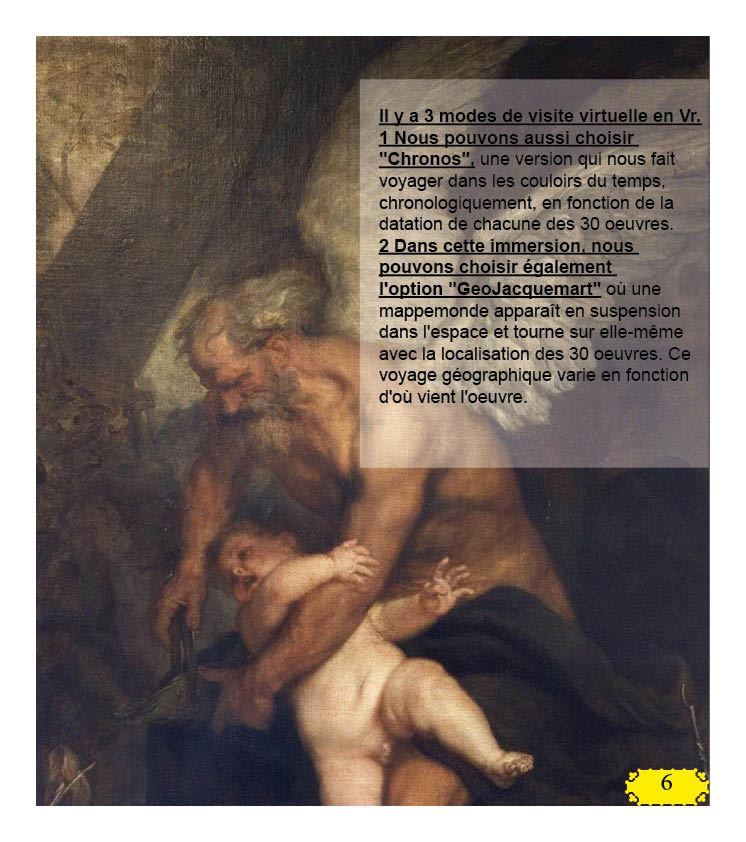 Il y a 3 modes de visite virtuelle en Vr.
1 Nous pouvons aussi choisir
"Chronos", une version qui nous fait
voyager dans les couloirs du temps,
chronologiquement, en fonction de la
datation de chacune des 30 oeuvres.
2 Dans cette immersion, nous
pouvons choisir également
l'option "GeoJacquemart" où une
mappemonde apparaît en suspension
dans l'espace et tourne sur elle-même
avec la localisation des 30 oeuvres. Ce
voyage géographique varie en fonction
d'où vient l'oeuvre.
6